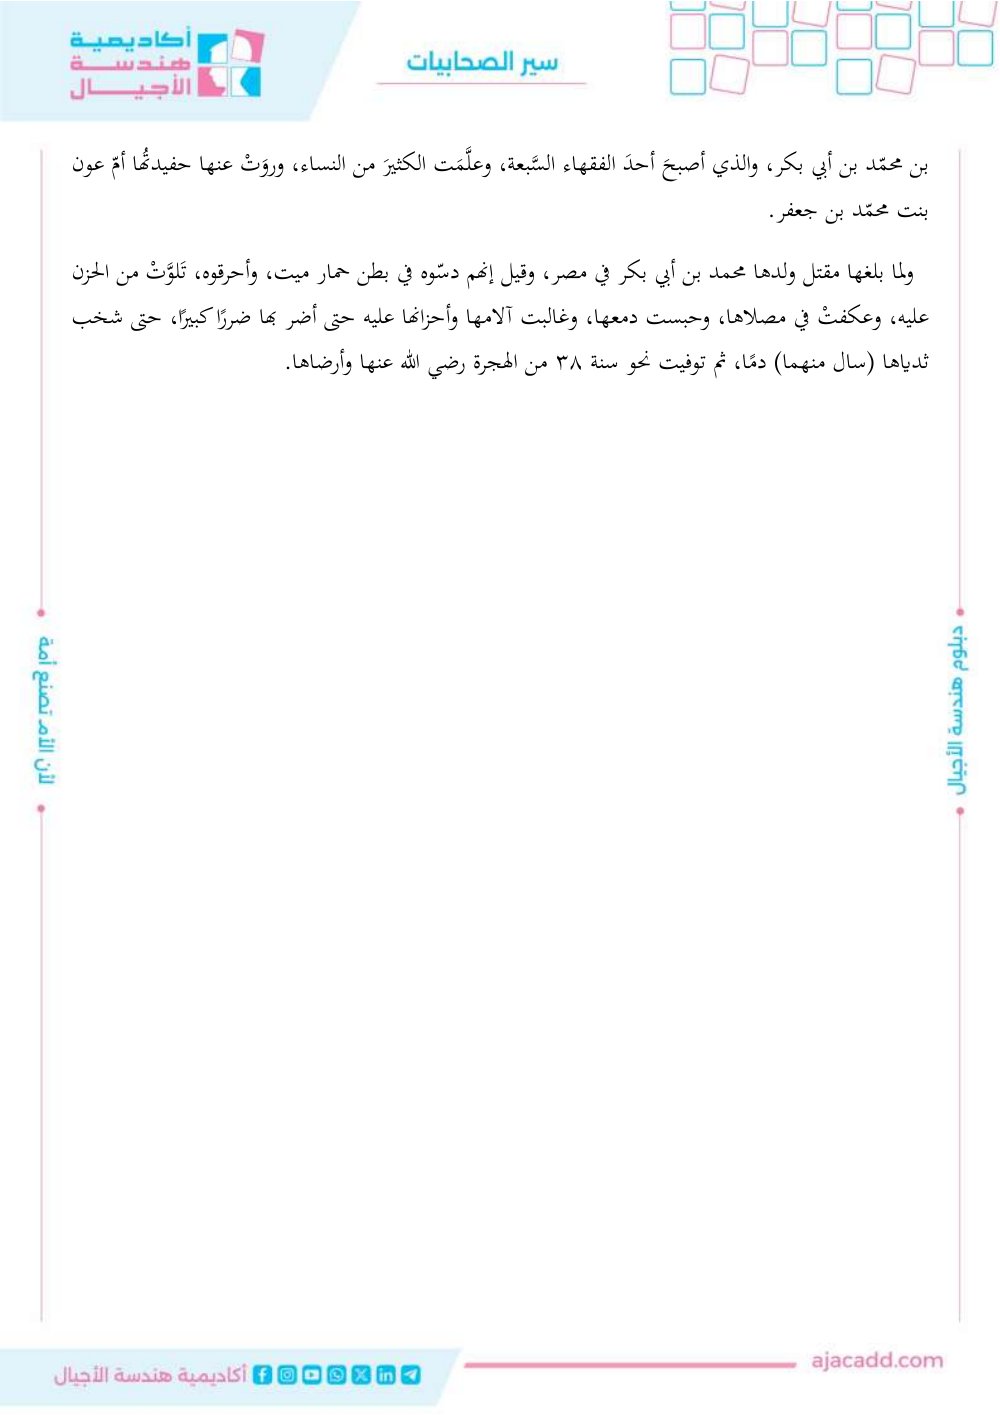 أكاديمية
هندسة
الأجيال
سير الصحابيات
بن محمّد بن أبي بكر، والذي أصبحَ أحدَ الفقهاء السَّبعة، وعلَّمَت الكثيرَ من النساء، وروَتْ عنها حفيدتُها أمّ عون
بنت محمّد بن جعفر.
ولما بلغها مقتل ولدها محمد بن أبي بكر في مصر، وقيل إنهم دسّوه في بطن حمار ميت، وأحرقوه، تَلوَّتْ من الحزن
عليه، وعكفتْ في مصلاها، وحبست دمعها، وغالبت آلامها وأحزانها عليه حتى أضر بها ضررًا كبيرًا، حتى شخب
ثدياها (سال منهما) دمًا، ثم توفيت نحو سنة ٣٨ من الهجرة رضي الله عنها وأرضاها.
دبلوم هندسة الأجيال
لأن الأم تصنع أمة
أكاديمية هندسة الأجيال
ajacadd.com